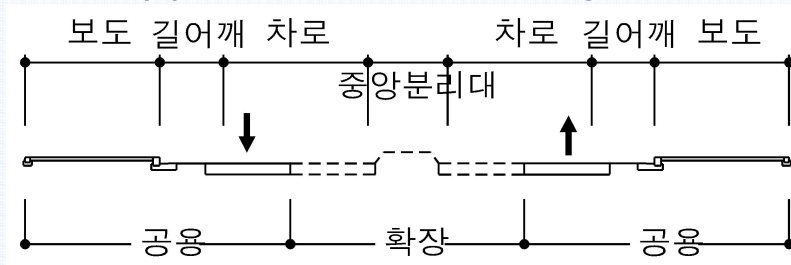 보도 길어깨 차로 차로 길어깨 보도
중앙분리대
공용 확장 공용